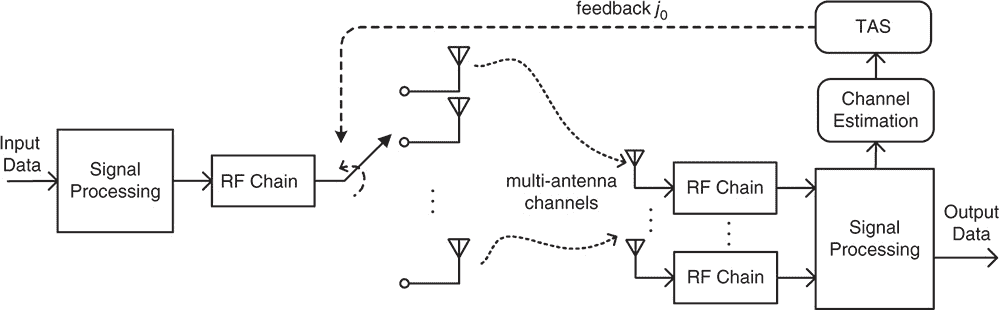 feedback j0
TAS
Channel
Estimation
Input
Data
Signal
Processing
RF Chain
multi-antenna
channels
RF Chain
RF Chain
Signal
Processing
Output
Data